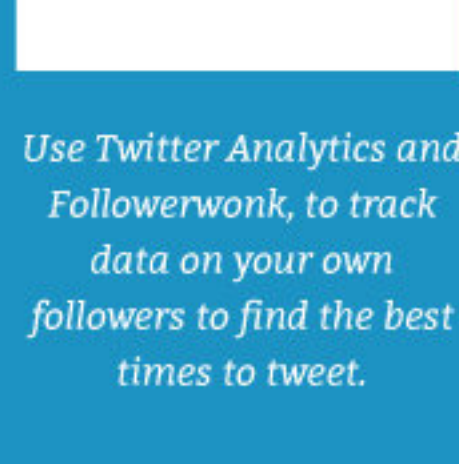 Use Twitter Analytics and
Followerwonk, to track
data on your own
followers to find the best
times to tweet.